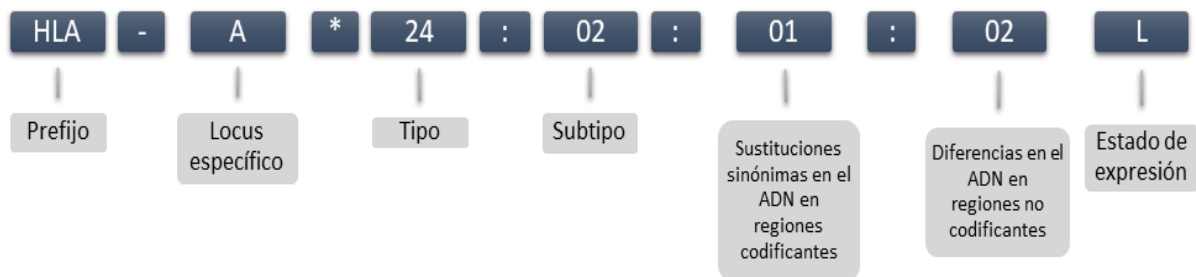 HLA - A * 24 : 02 : 01 : 02 L
Prefijo
Locus
específico
Tipo
Subtipo
Sustituciones
sinónimas en el
ADN en
regiones
codificantes
Diferencias en el
ADN en
regiones no
codificantes
Estado de
expresión